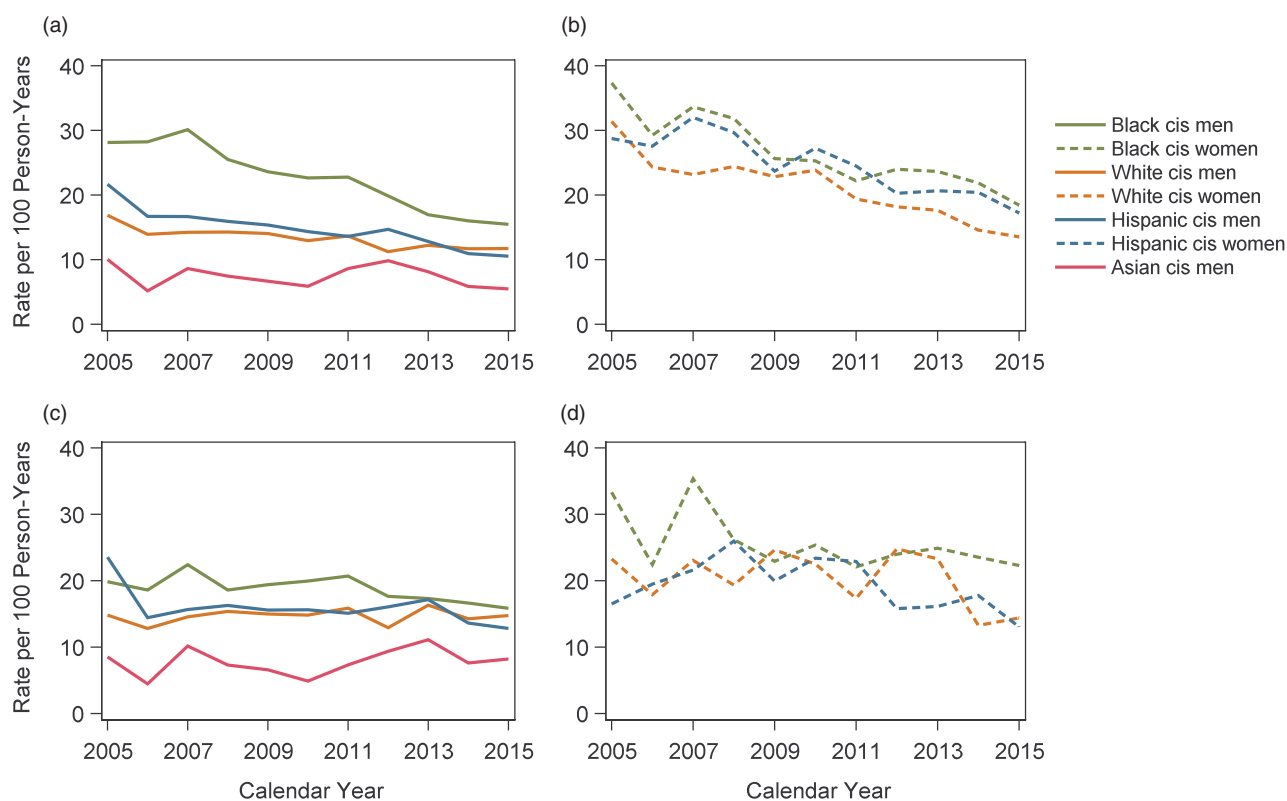 (a)
(b)
Rate per 100 Person-Years
40
30
20
10
0
2005 2007 2009 2011 2013 2015
40
30
20
10
0
2005 2007 2009 2011 2013 2015
Black cis men
Black cis women
White cis men
White cis women
Hispanic cis men
Hispanic cis women
Asian cis men
(c)
(d)
Rate per 100 Person-Years
40
30
20
10
0
2005 2007 2009 2011 2013 2015
Calendar Year
40
30
20
10
0
2005 2007 2009 2011 2013 2015
Calendar Year